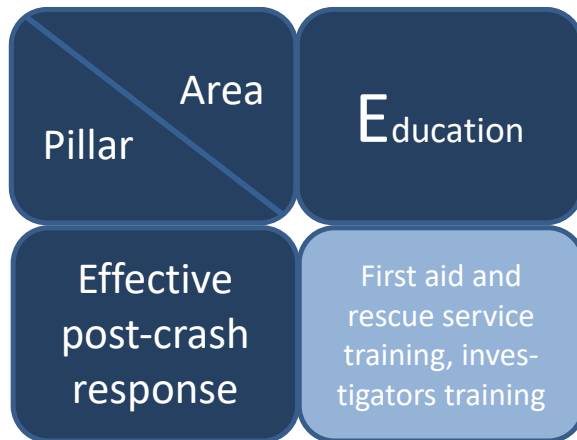 Area
Pillar
Education
Effective
post-crash
response
First aid and
rescue service
training, inves-
tigators training